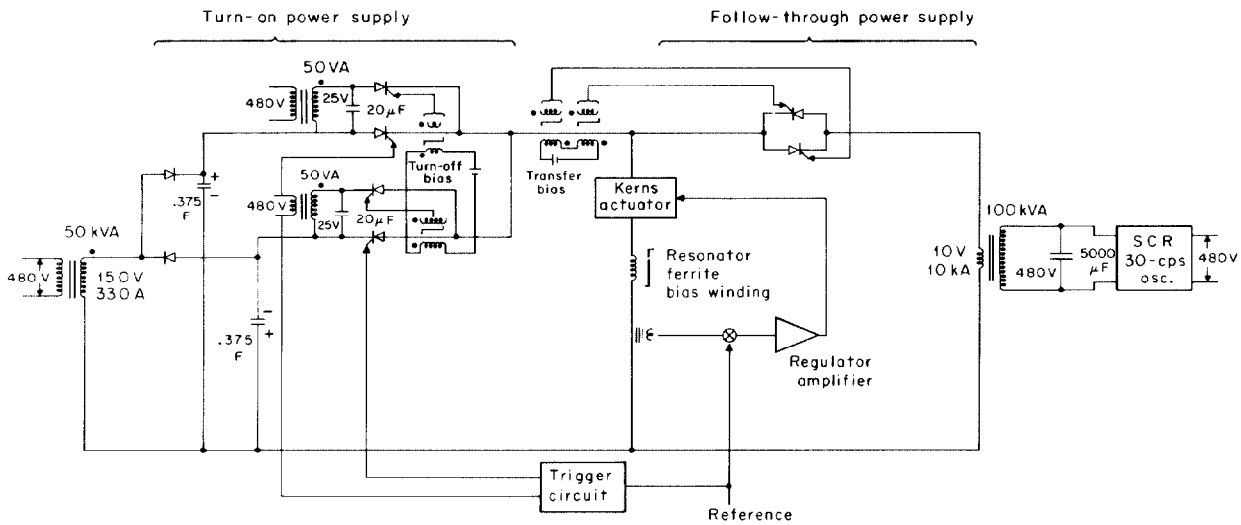 Turn-on power supply
Follow-through power supply
50VA
480V
25V
20μF
Turn-off
bias
Transfer
bias
+
-
.375
F
50VA
480V
25V
20μF
50 kVA
480V
150V
330A
-
+
.375
F
Kerns
actuator
Resonator
ferrite
bias winding
Regulator
amplifier
100kVA
10V
10kA
480V
5000
μF
SCR
30-cps
osc.
480V
Trigger
circuit
Reference